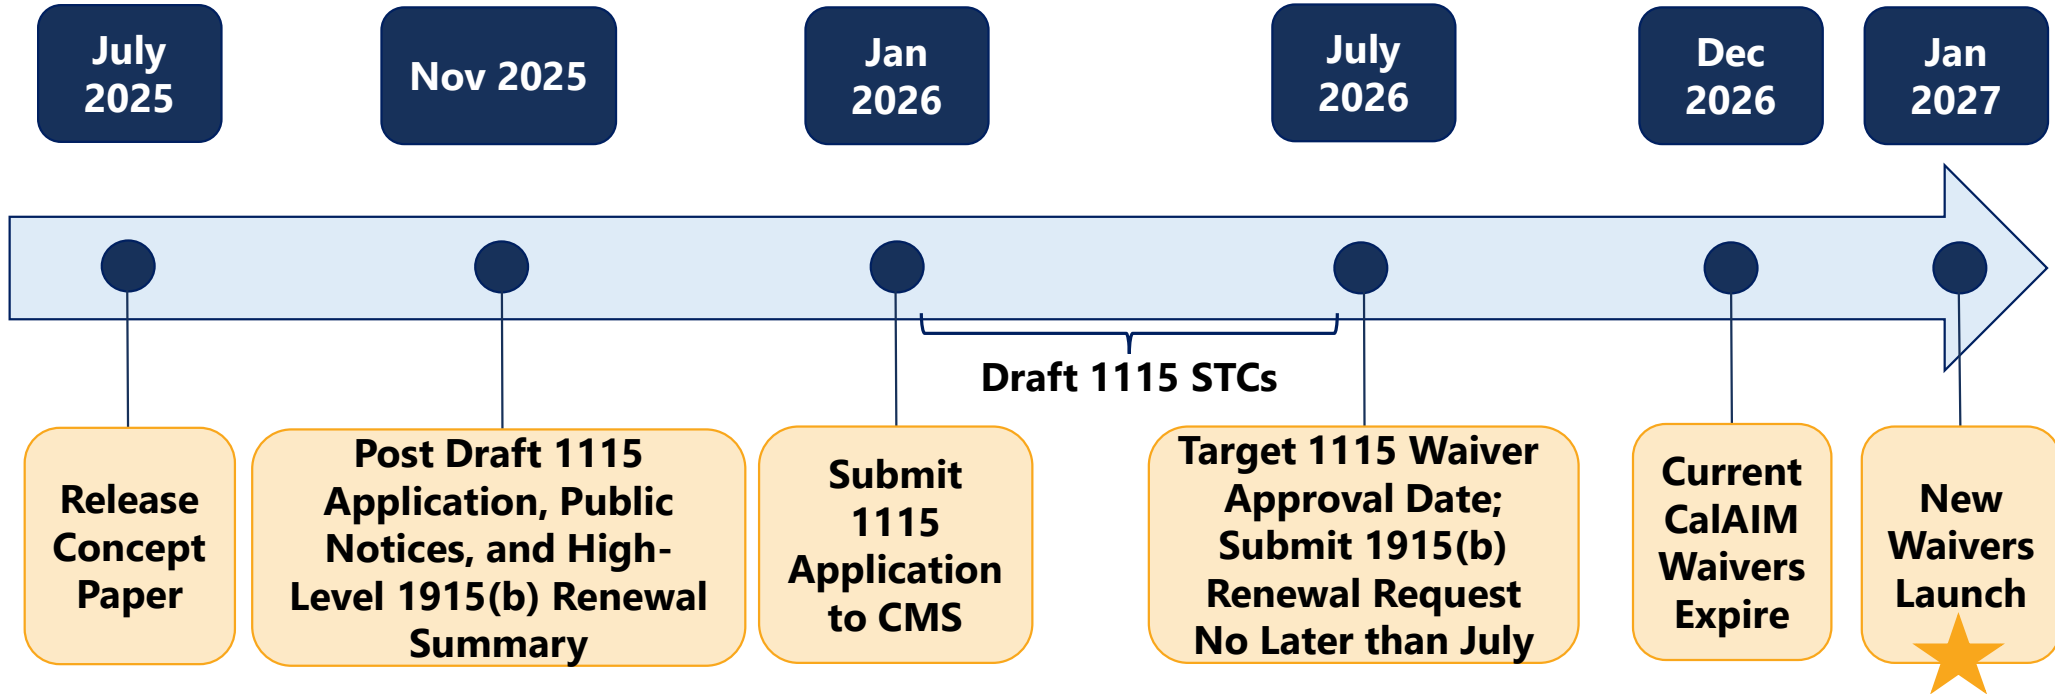 July
2025
Nov 2025
Jan
2026
July
2026
Dec
2026
Jan
2027
Draft 1115 STCs
Release
Concept
Paper
Post Draft 1115
Application, Public
Notices, and High-
Level 1915(b) Renewal
Summary
Submit
1115
Application
to CMS
Target 1115 Waiver
Approval Date;
Submit 1915(b)
Renewal Request
No Later than July
Current
CalAIM
Waivers
Expire
New
Waivers
Launch